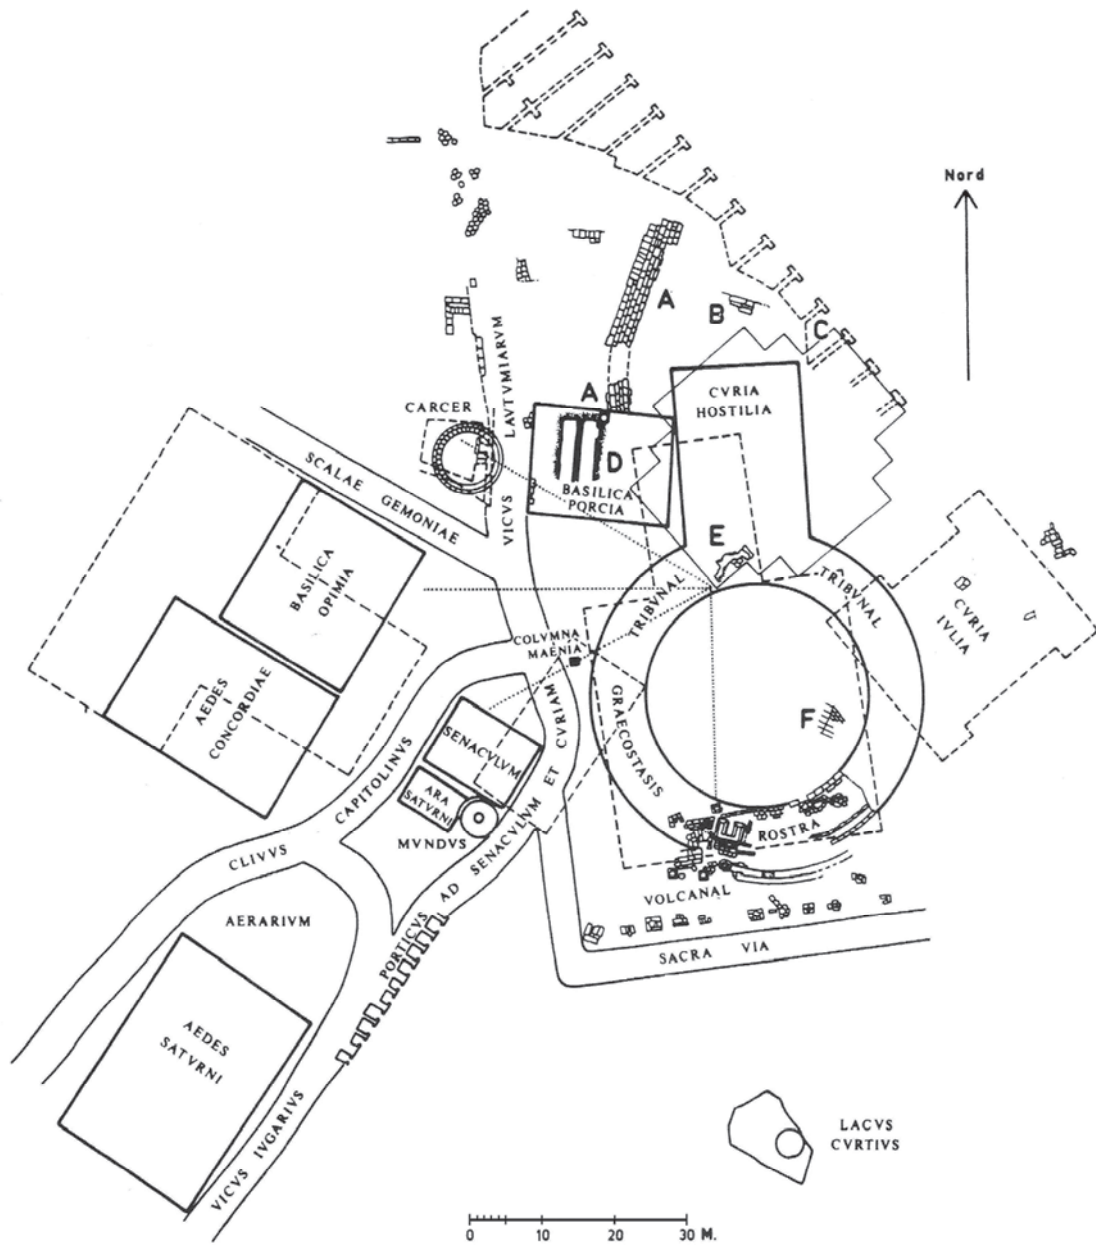 Nord
A
B
C
VICVS LAVTVMIARVM
A
CVRIA
HOSTILIA
CARCER
D
BASILICA
PORCIA
SCALAE GEMONIAE
E
BASILICA
OPIMIA
TRIBVNAL
TRIBVNAL
CVRIA
IVLIA
COLVMNA
MAENIA
AEDES
CONCORDIAE
GRAECOSTASIS
F
SENACVLVM
ARA
SATVRNI
MVNDVS
ROSTRA
CLIVVS CAPITOLINVS
PORTICVS AD SENACVLVM ET CVRIAM
VOLCANAL
AERARIVM
SACRA VIA
AEDES
SATVRNI
VICVS IVGARIVS
LACVS
CVRTIVS
0 10 20 30 M.